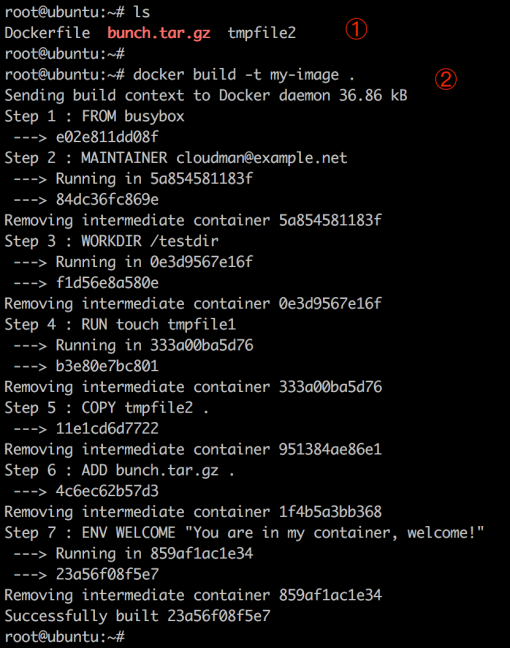 root@ubuntu:~# ls
Dockerfile  bunch.tar.gz  tmpfile2 ①
root@ubuntu:~#
root@ubuntu:~# docker build -t my-image . ②
Sending build context to Docker daemon 36.86 kB
Step 1 : FROM busybox
 ---> e02e811dd08f
Step 2 : MAINTAINER cloudman@example.net
 ---> Running in 5a854581183f
 ---> 84dc36fc869e
Removing intermediate container 5a854581183f
Step 3 : WORKDIR /testdir
 ---> Running in 0e3d9567e16f
 ---> f1d56e8a580e
Removing intermediate container 0e3d9567e16f
Step 4 : RUN touch tmpfile1
 ---> Running in 333a00ba5d76
 ---> b3e80e7bc801
Removing intermediate container 333a00ba5d76
Step 5 : COPY tmpfile2 .
 ---> 11e1cd6d7722
Removing intermediate container 951384ae86e1
Step 6 : ADD bunch.tar.gz .
 ---> 4c6ec62b57d3
Removing intermediate container 1f4b5a3bb368
Step 7 : ENV WELCOME "You are in my container, welcome!"
 ---> Running in 859af1ac1e34
 ---> 23a56f08f5e7
Removing intermediate container 859af1ac1e34
Successfully built 23a56f08f5e7
root@ubuntu:~#